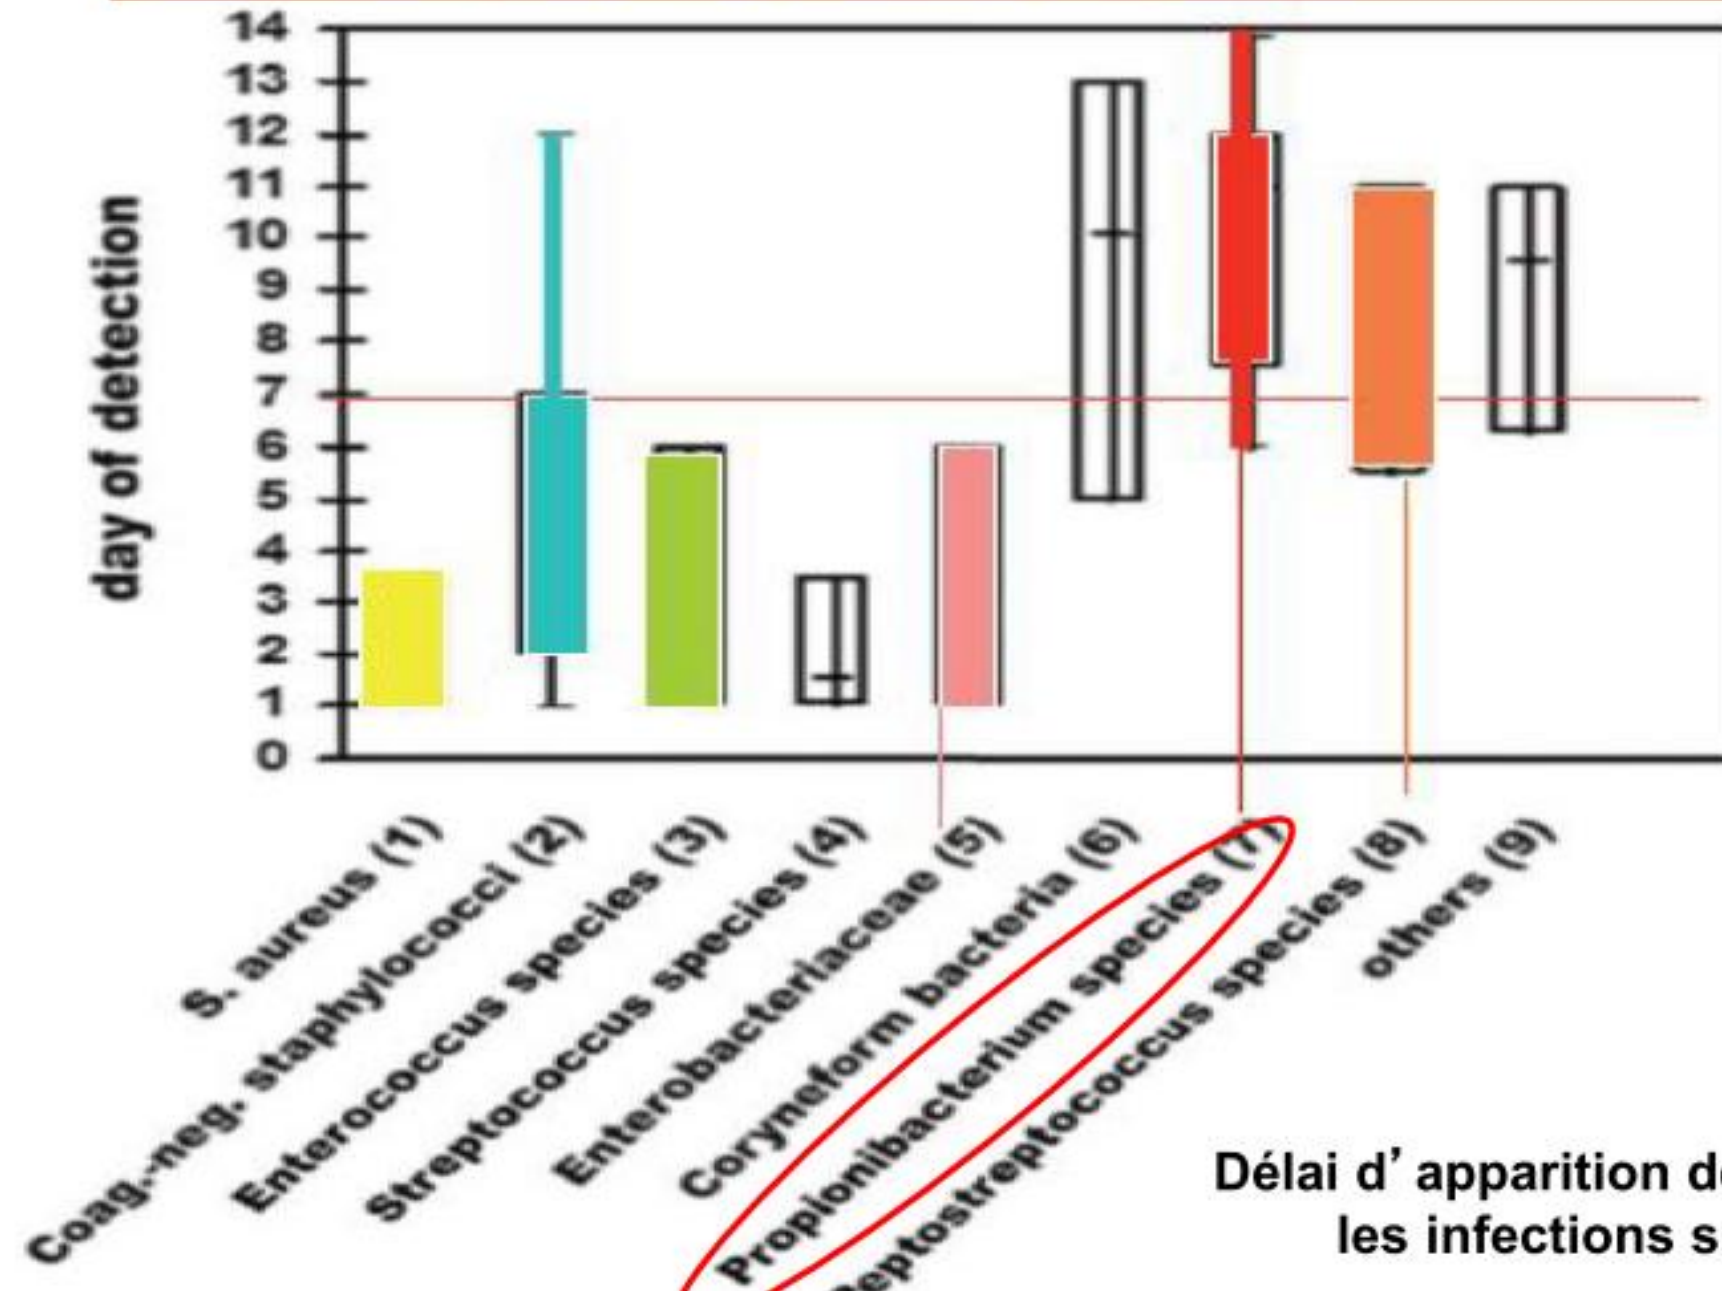 day of detection
14
13
12
11
10
9
8
7
6
5
4
3
2
1
0
S. aureus (1)
Coag.-neg. staphylococci (2)
Enterococcus species (3)
Streptococcus species (4)
Enterobacteriaceae (5)
Coryneform bacteria (6)
Propionibacterium species (7)
Peptostreptococcus species (8)
others (9)
Délai d’ apparition
les infections